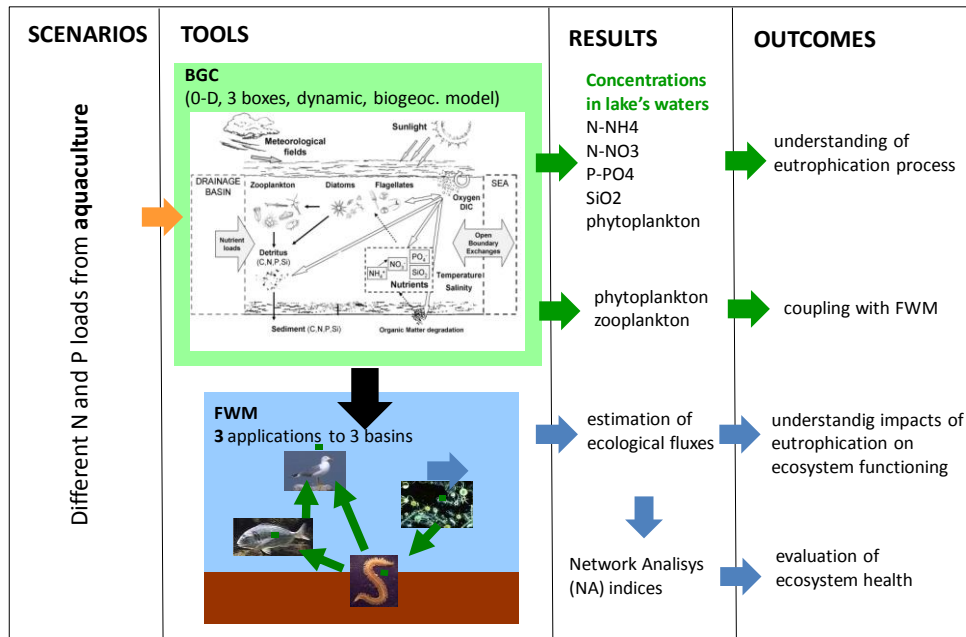 SCENARIOS
Different N and P loads from aquaculture
TOOLS
BGC
(0-D, 3 boxes, dynamic, biogeoc. model)
Meteorological
fields
Sunlight
DRAINAGE
BASIN
Zooplankton
Diatoms
Flagellates
SEA
Oxygen
DIC
Nutrient
loads
Detritus
(C,N,P,Si)
Open
Boundary
Exchanges
NH₄⁺
NO₃⁻
PO₄⁻
SiO₂
Nutrients
Temperature
Salinity
Sediment (C,N,P,Si)
Organic Matter degradation
FWM
3 applications to 3 basins
RESULTS
Concentrations
in lake's waters
N-NH4
N-NO3
P-PO4
SiO2
phytoplankton
phytoplankton
zooplankton
estimation of
ecological fluxes
Network Analisys
(NA) indices
OUTCOMES
understanding of
eutrophication process
coupling with FWM
understandig impacts of
eutrophication on
ecosystem functioning
evaluation of
ecosystem health